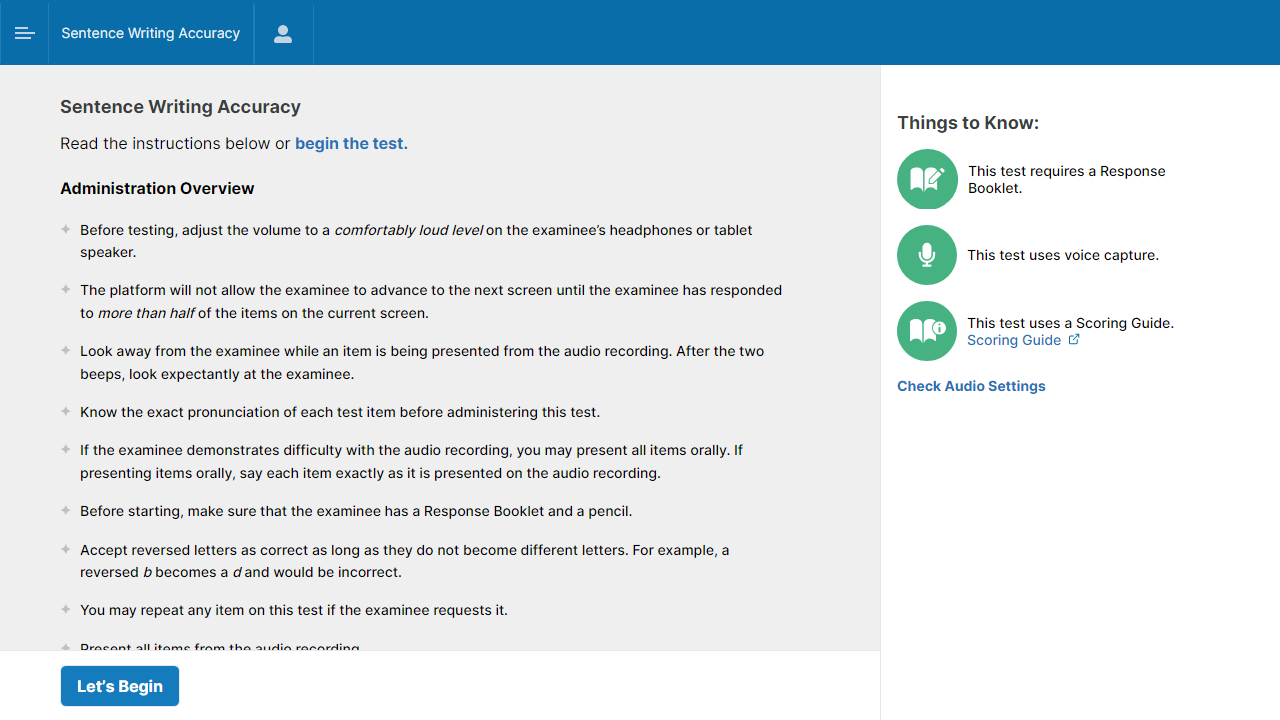 Sentence Writing Accuracy
Sentence Writing Accuracy
Read the instructions below or begin the test.
Administration Overview
Before testing, adjust the volume to a comfortably loud level on the examinee’s headphones or tablet
speaker.
The platform will not allow the examinee to advance to the next screen until the examinee has responded
to more than half of the items on the current screen.
Look away from the examinee while an item is being presented from the audio recording. After the two
beeps, look expectantly at the examinee.
Know the exact pronunciation of each test item before administering this test.
If the examinee demonstrates difficulty with the audio recording, you may present all items orally. If
presenting items orally, say each item exactly as it is presented on the audio recording.
Before starting, make sure that the examinee has a Response Booklet and a pencil.
Accept reversed letters as correct as long as they do not become different letters. For example, a
reversed b becomes a d and would be incorrect.
You may repeat any item on this test if the examinee requests it.
Present all items from the audio recording.
Let’s Begin
Things to Know:
This test requires a Response
Booklet.
This test uses voice capture.
This test uses a Scoring Guide.
Scoring Guide
Check Audio Settings